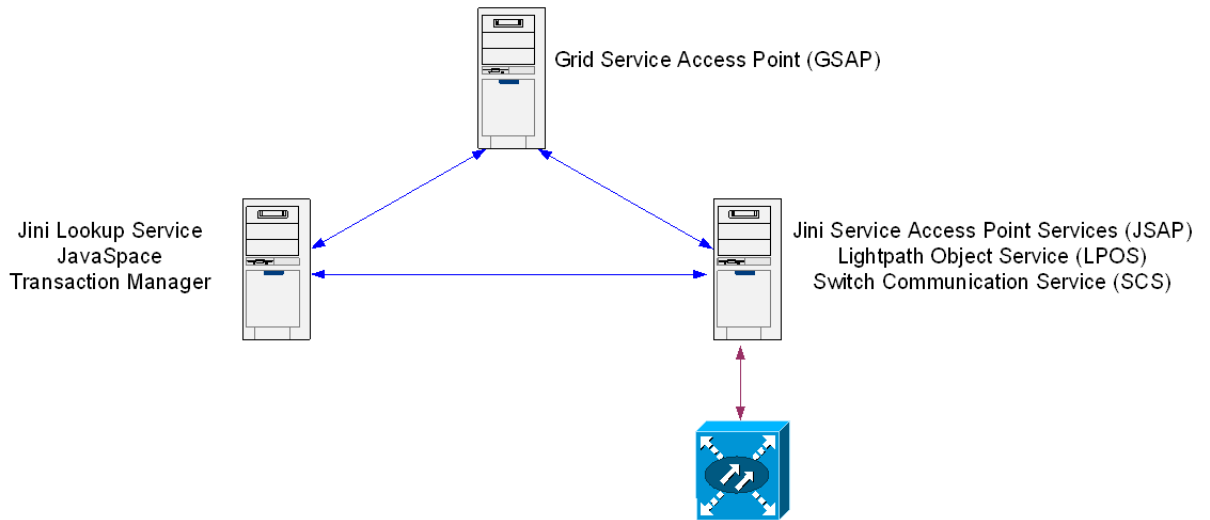 Grid Service Access Point (GSAP)
Jini Lookup Service
JavaSpace
Transaction Manager
Jini Service Access Point Services (JSAP)
Lightpath Object Service (LPOS)
Switch Communication Service (SCS)